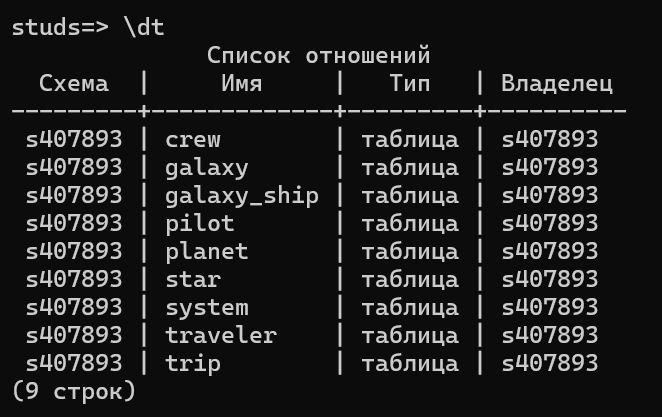 studs=> \dt
Список отношений
Схема | Имя | Тип | Владелец
---------+-------------+---------+----------
s407893 | crew | таблица | s407893
s407893 | galaxy | таблица | s407893
s407893 | galaxy_ship | таблица | s407893
s407893 | pilot | таблица | s407893
s407893 | planet | таблица | s407893
s407893 | star | таблица | s407893
s407893 | system | таблица | s407893
s407893 | traveler | таблица | s407893
s407893 | trip | таблица | s407893
(9 строк)